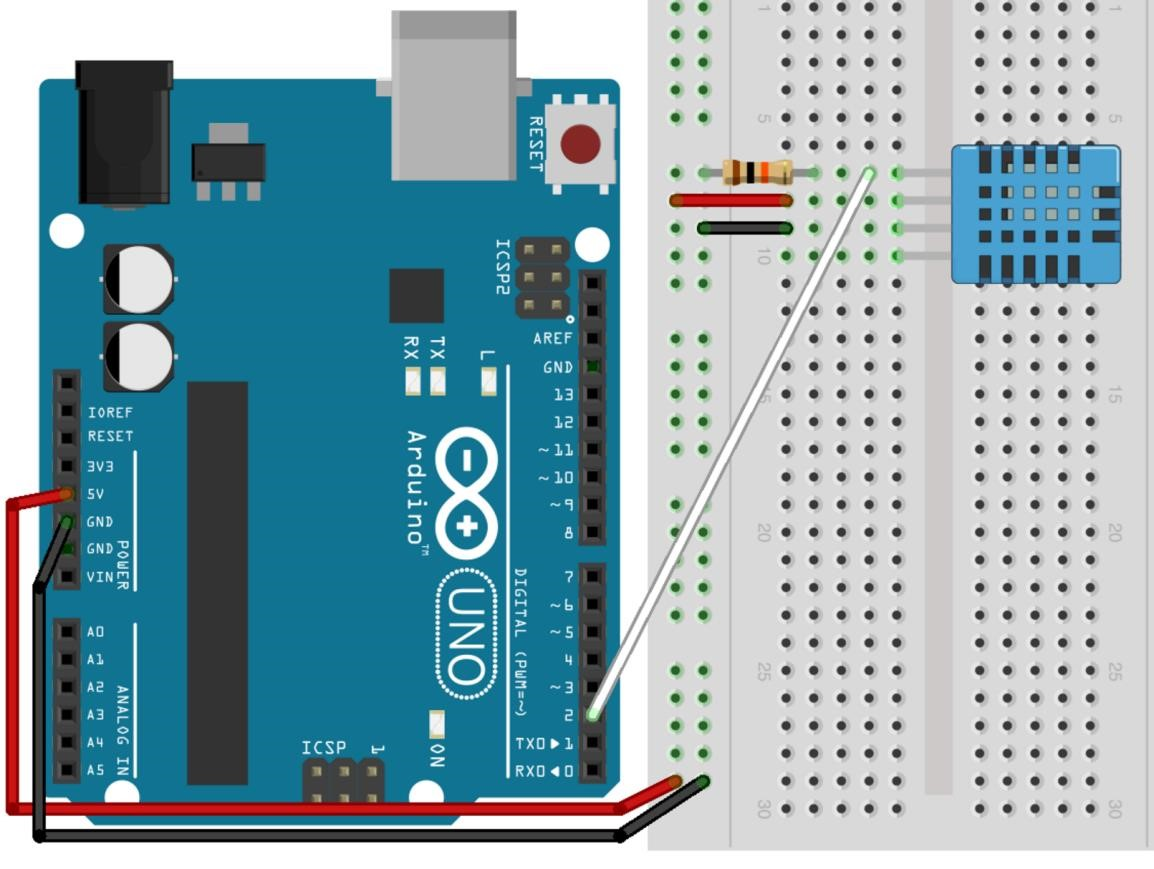 RESET
ICSP2
AREF
GND
13
12
~11
~10
~9
8
7
~6
~5
4
~3
2
TX0▶1
RX0◀0
DIGITAL (PWM=~)
RX
TX
L
Arduino™
UNO
ON
ICSP
1
IOREF
RESET
3V3
5V
GND
GND
VIN
POWER
A0
A1
A2
A3
A4
A5
ANALOG IN
1
5
10
15
20
25
30
1
5
15
20
25
30